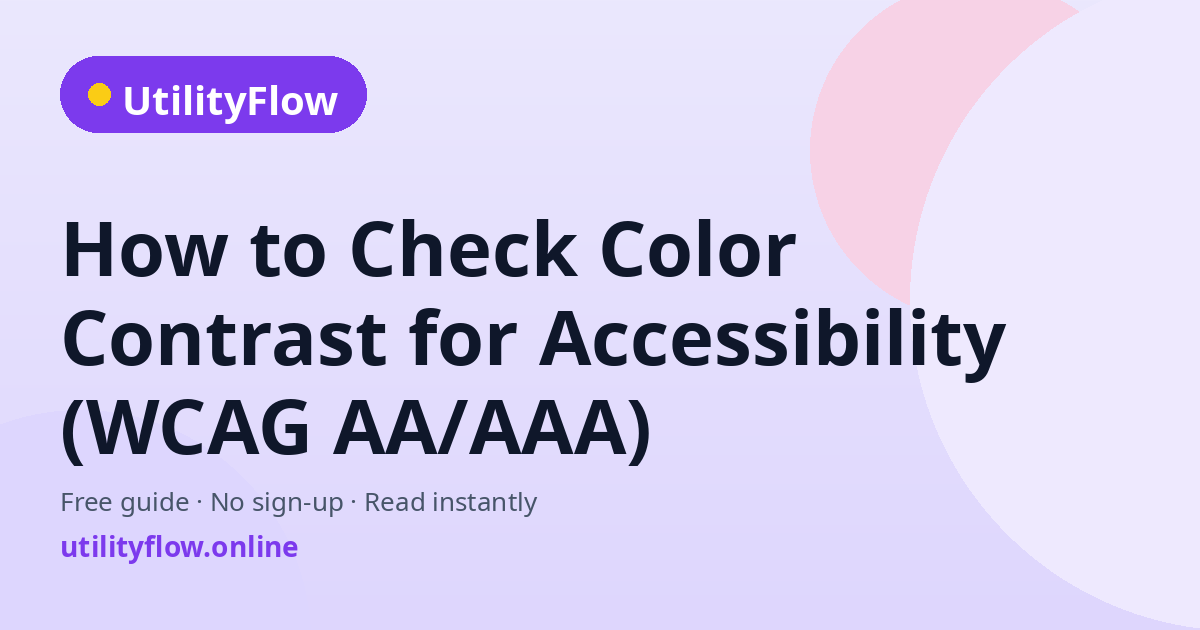 UtilityFlow
How to Check Color
Contrast for Accessibility
(WCAG AA/AAA)
Free guide · No sign-up · Read instantly
utilityflow.online